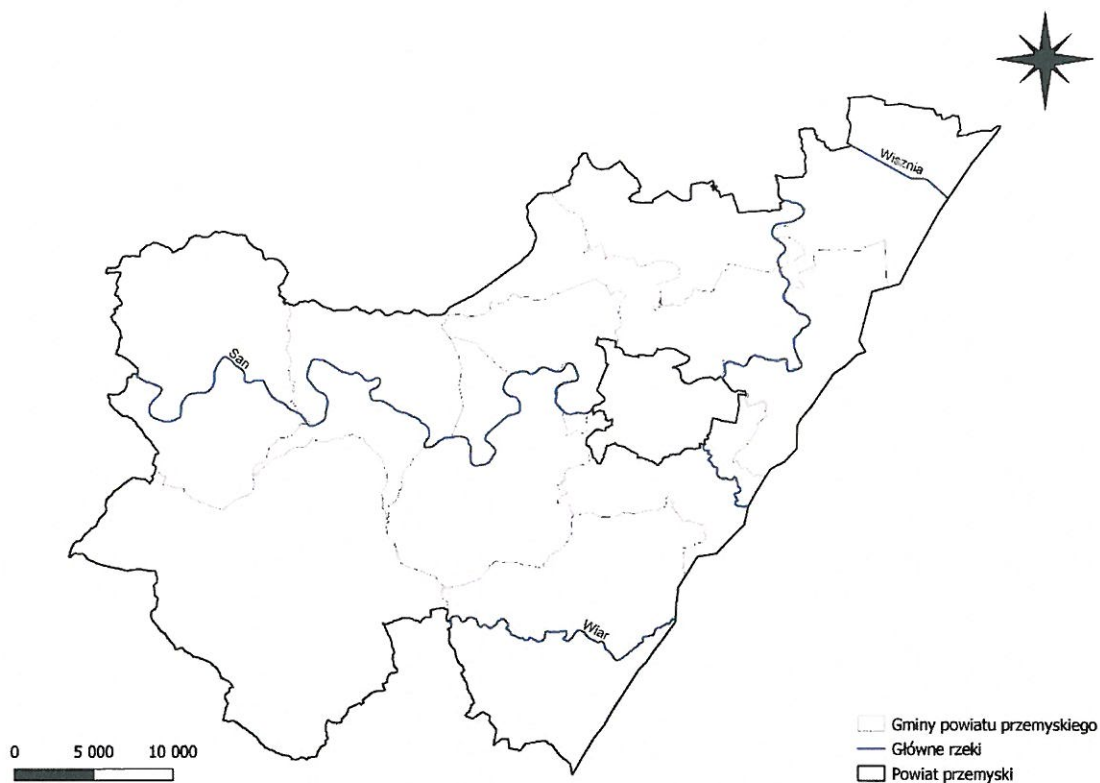 Wisznia
San
Wiar
0 5 000 10 000
Gminy powiatu przemyskiego
Główne rzeki
Powiat przemyski